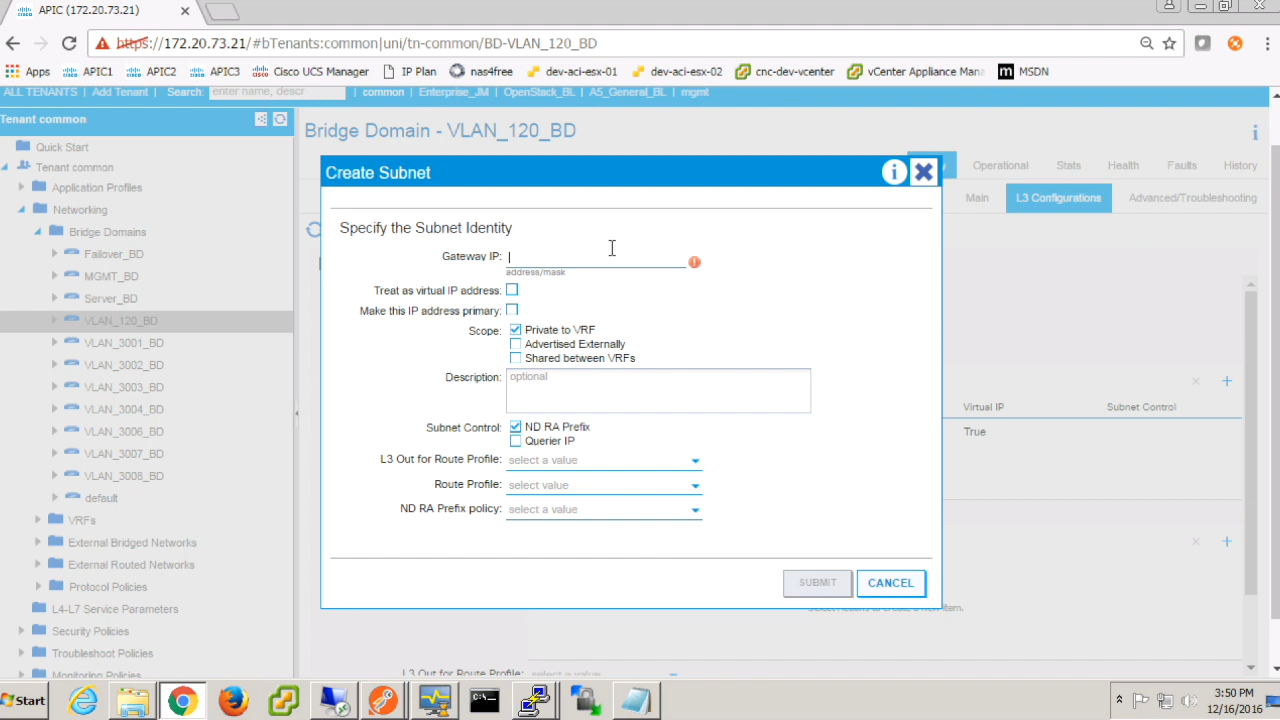 APIC (172.20.73.21)
https://172.20.73.21/#bTenants:common|uni/tn-common/BD-VLAN_120_BD
Apps APIC1 APIC2 APIC3 Cisco UCS Manager IP Plan nas4free dev-aci-esx-01 dev-aci-esx-02 cnc-dev-vcenter vCenter Appliance Mana MSDN
ALL TENANTS | Add Tenant | Search: enter name, descr | common | Enterprise_JM | OpenStack_BL | A5_General_BL | mgmt
Tenant common
Quick Start
Tenant common
Application Profiles
Networking
Bridge Domains
Failover_BD
MGMT_BD
Server_BD
VLAN_120_BD
VLAN_3001_BD
VLAN_3002_BD
VLAN_3003_BD
VLAN_3004_BD
VLAN_3006_BD
VLAN_3007_BD
VLAN_3008_BD
default
VRFs
External Bridged Networks
External Routed Networks
Protocol Policies
L4-L7 Service Parameters
Security Policies
Troubleshoot Policies
Monitoring Policies
Bridge Domain - VLAN_120_BD
Operational Stats Health Faults History
Main L3 Configurations Advanced/Troubleshooting
Create Subnet
Specify the Subnet Identity
Gateway IP:
address/mask
Treat as virtual IP address:
Make this IP address primary:
Scope: Private to VRF
Advertised Externally
Shared between VRFs
Description: optional
Subnet Control: ND RA Prefix
Querier IP
L3 Out for Route Profile: select a value
Route Profile: select value
ND RA Prefix policy: select a value
SUBMIT CANCEL
Virtual IP Subnet Control
True
L3 Out for Route Profile: select a value
Start
3:50 PM
12/16/2016